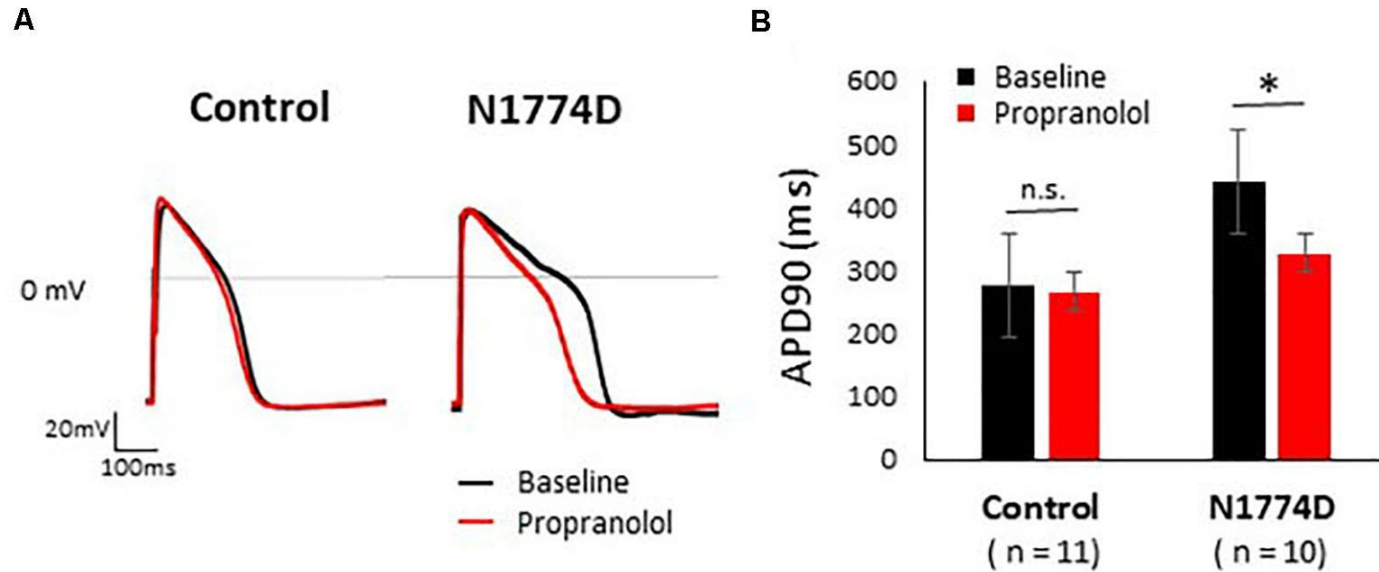 A
Control
N1774D
0 mV
20mV
100ms
Baseline
Propranolol
B
Baseline
Propranolol
*
n.s.
APD90 (ms)
600
500
400
300
200
100
0
Control
( n = 11)
N1774D
( n = 10)